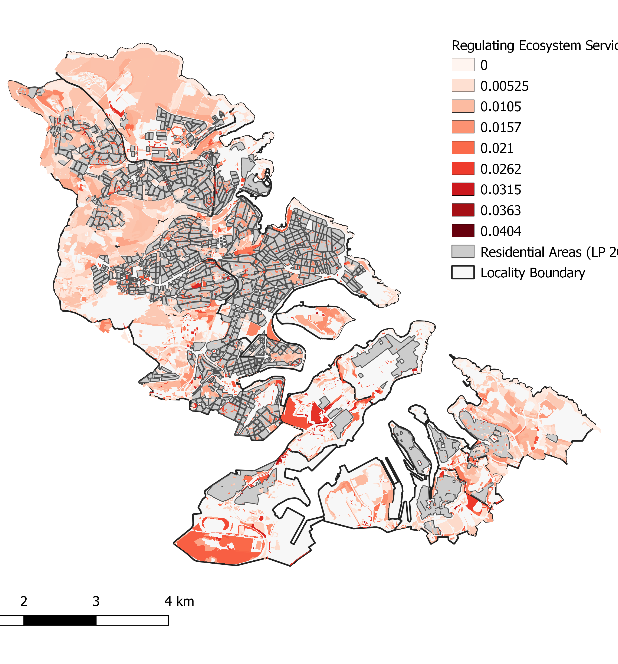 Regulating Ecosystem Servic
0
0.00525
0.0105
0.0157
0.021
0.0262
0.0315
0.0363
0.0404
Residential Areas (LP 20
Locality Boundary
2 3 4 km